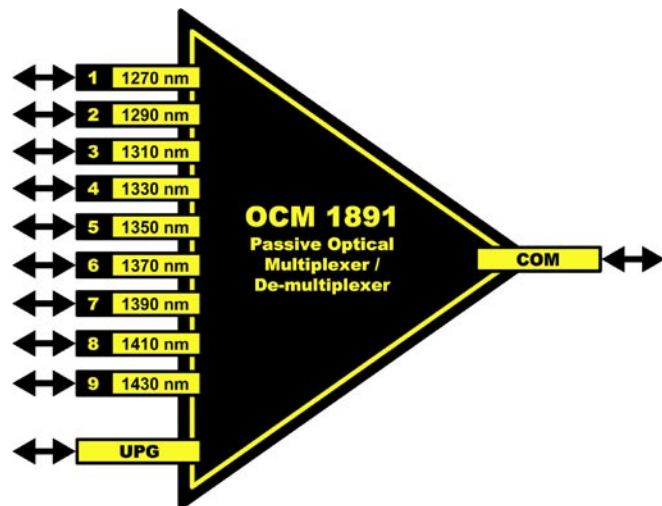 1 1270 nm
2 1290 nm
3 1310 nm
4 1330 nm
5 1350 nm
6 1370 nm
7 1390 nm
8 1410 nm
9 1430 nm
UPG
OCM 1891
Passive Optical
Multiplexer /
De-multiplexer
COM